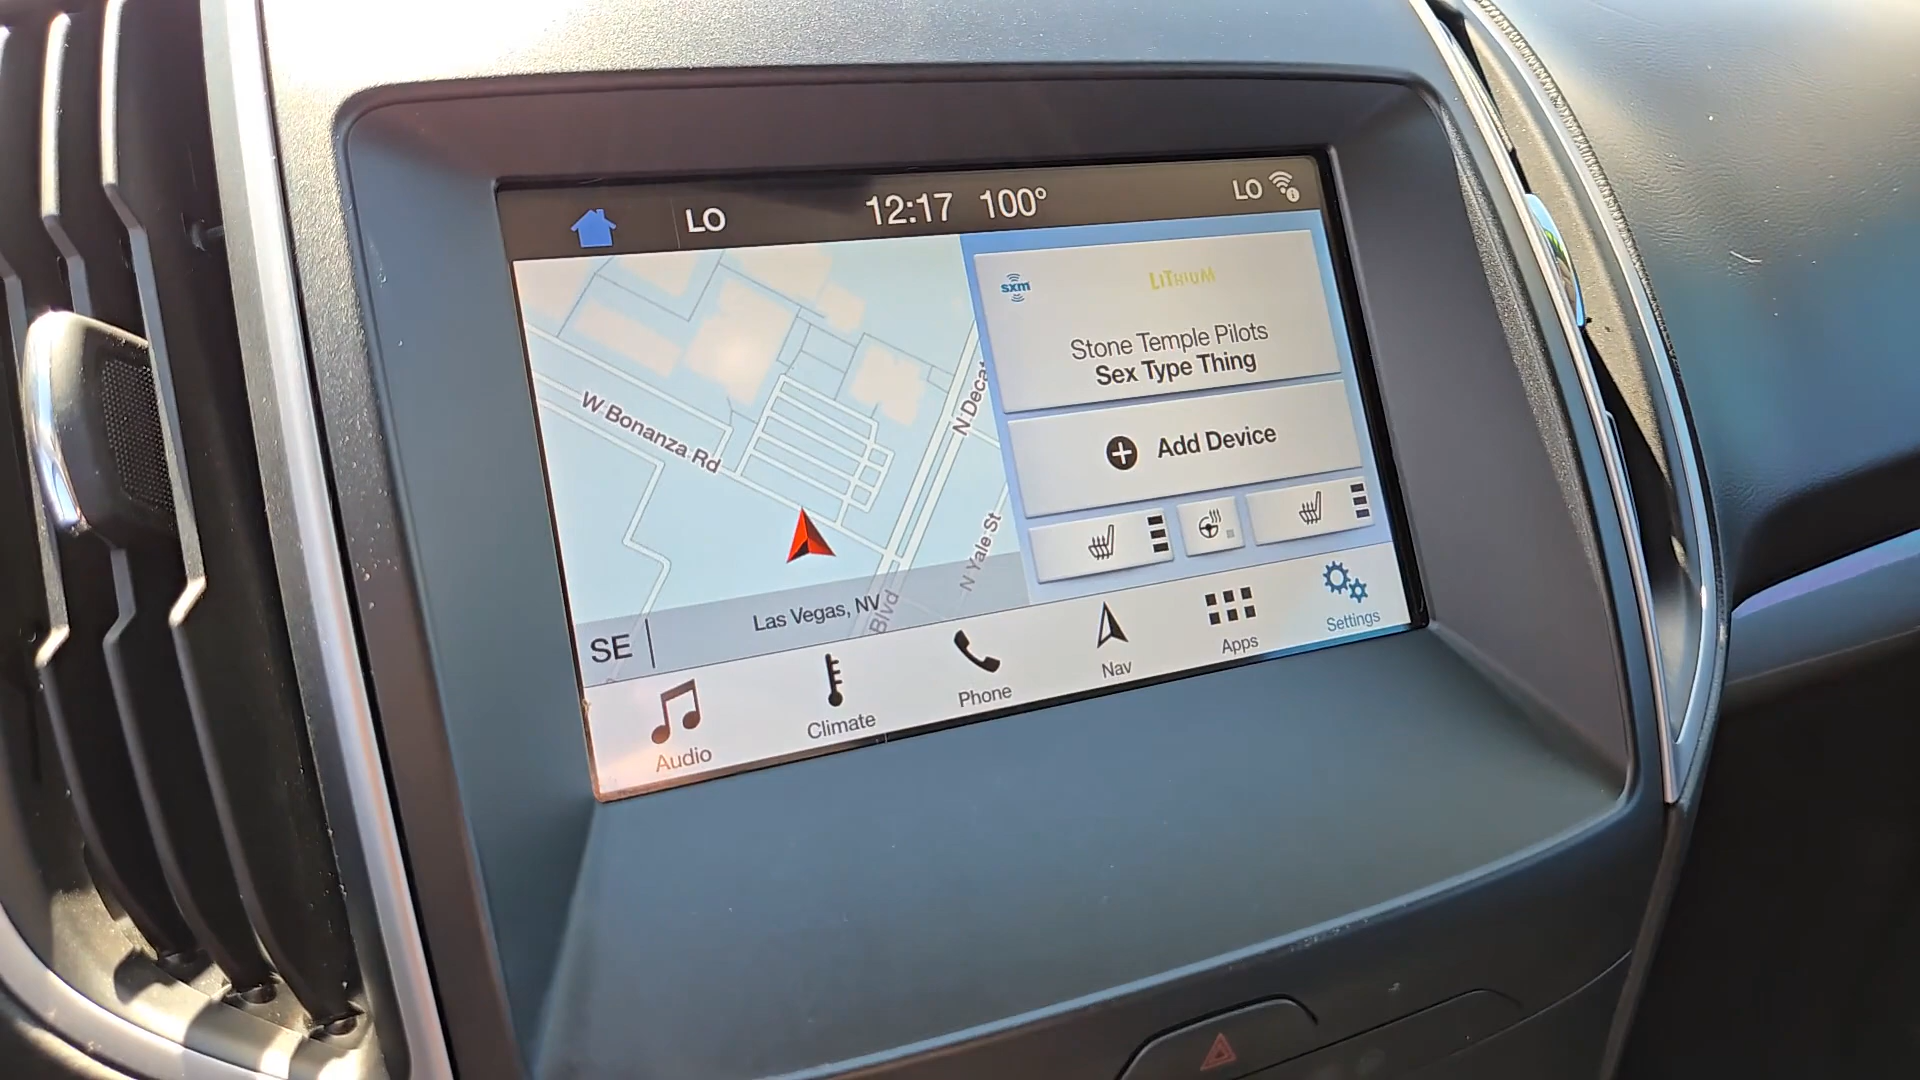 LO
12:17 100°
LO
sxm
LiTHiUM
Stone Temple Pilots
Sex Type Thing
Add Device
W Bonanza Rd
N Decat
N Yale St
Blvd
Las Vegas, NV
SE
Audio
Climate
Phone
Nav
Apps
Settings